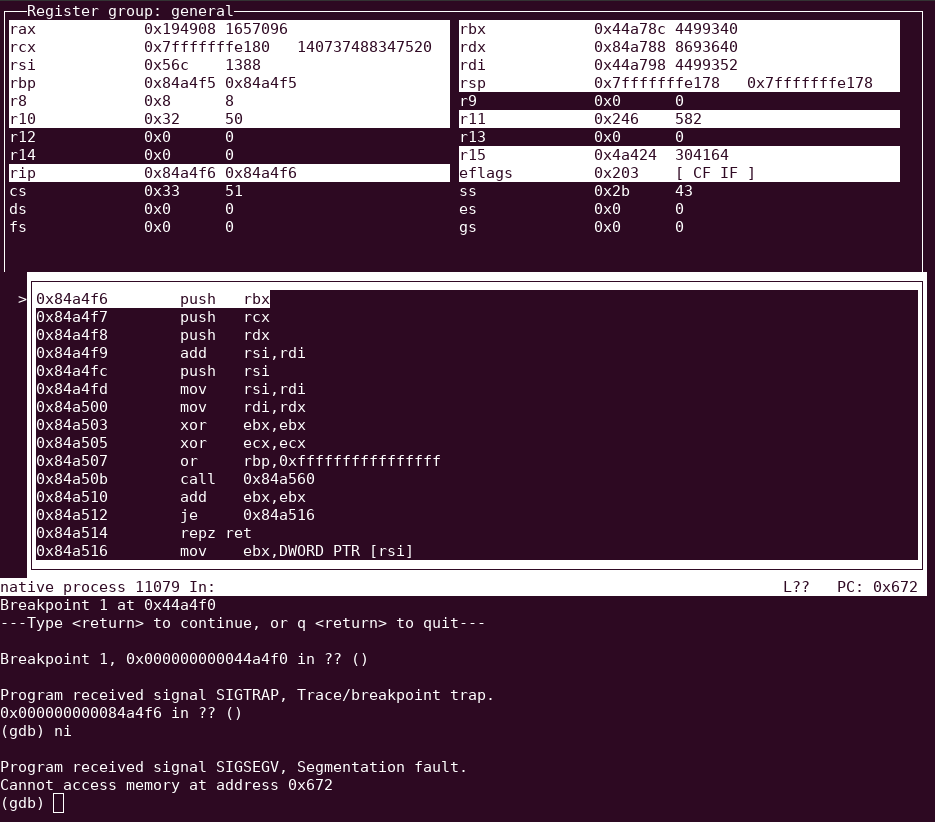 Register group: general
rax 0x194908 1657096 rbx 0x44a78c 4499340
rcx 0x7fffffffe180 140737488347520 rdx 0x84a788 8693640
rsi 0x56c 1388 rdi 0x44a798 4499352
rbp 0x84a4f5 0x84a4f5 rsp 0x7fffffffe178 0x7fffffffe178
r8 0x8 8 r9 0x0 0
r10 0x32 50 r11 0x246 582
r12 0x0 0 r13 0x0 0
r14 0x0 0 r15 0x4a424 304164
rip 0x84a4f6 0x84a4f6 eflags 0x203 [ CF IF ]
cs 0x33 51 ss 0x2b 43
ds 0x0 0 es 0x0 0
fs 0x0 0 gs 0x0 0
>0x84a4f6 push rbx
0x84a4f7 push rcx
0x84a4f8 push rdx
0x84a4f9 add rsi,rdi
0x84a4fc push rsi
0x84a4fd mov rsi,rdi
0x84a500 mov rdi,rdx
0x84a503 xor ebx,ebx
0x84a505 xor ecx,ecx
0x84a507 or rbp,0xffffffffffffffff
0x84a50b call 0x84a560
0x84a510 add ebx,ebx
0x84a512 je 0x84a516
0x84a514 repz ret
0x84a516 mov ebx,DWORD PTR [rsi]
native process 11079 In: L?? PC: 0x672
Breakpoint 1 at 0x44a4f0
---Type <return> to continue, or q <return> to quit---
Breakpoint 1, 0x000000000044a4f0 in ?? ()
Program received signal SIGTRAP, Trace/breakpoint trap.
0x000000000084a4f6 in ?? ()
(gdb) ni
Program received signal SIGSEGV, Segmentation fault.
Cannot access memory at address 0x672
(gdb)